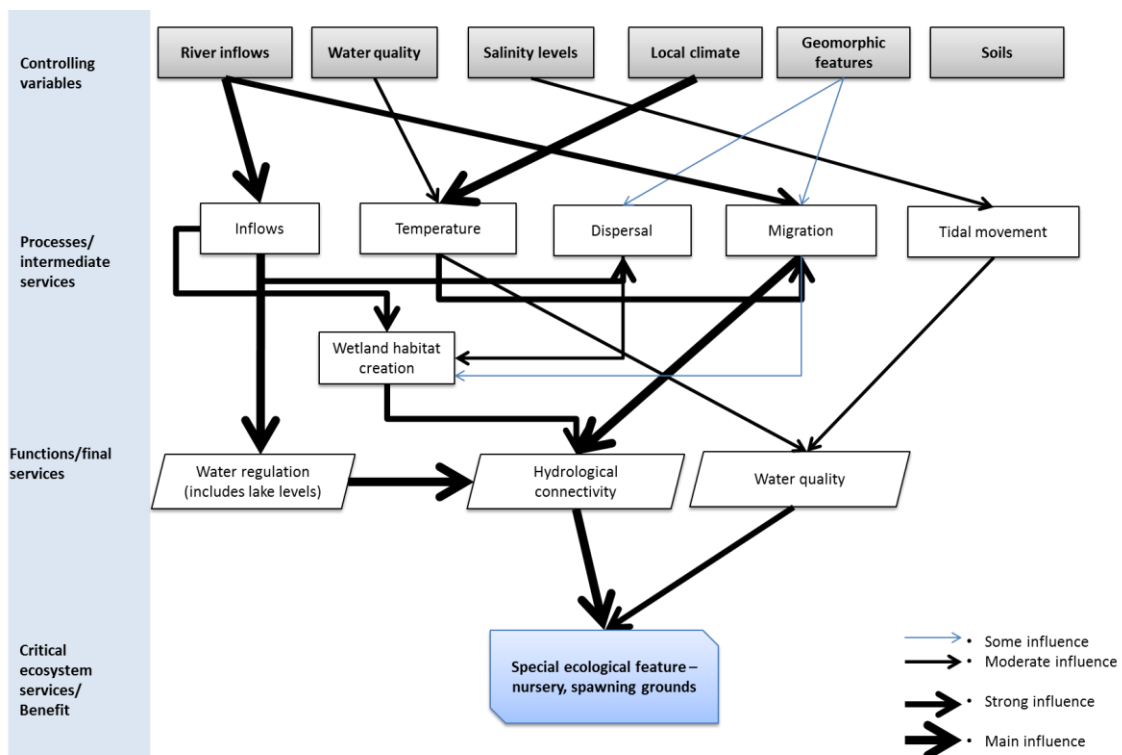 Controlling
variables
River inflows
Water quality
Salinity levels
Local climate
Geomorphic
features
Soils
Processes/
intermediate
services
Inflows
Temperature
Dispersal
Migration
Tidal movement
Wetland habitat
creation
Functions/final
services
Water regulation
(includes lake levels)
Hydrological
connectivity
Water quality
Critical
ecosystem
services/
Benefit
Special ecological feature –
nursery, spawning grounds
• Some influence
• Moderate influence
• Strong influence
• Main influence